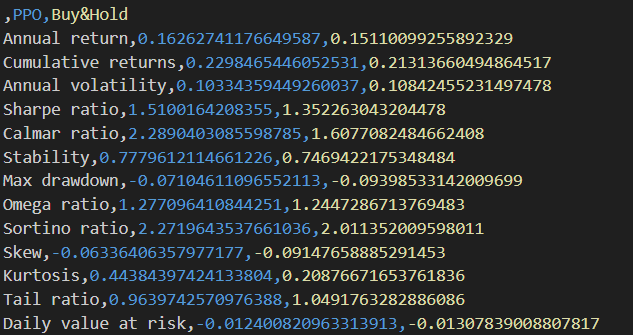 ,PPO,Buy&Hold
Annual return,0.16262741176649587,0.15110099255892329
Cumulative returns,0.2298465446052531,0.21313660494864517
Annual volatility,0.10334359449260037,0.10842455231497478
Sharpe ratio,1.5100164208355,1.352263043204478
Calmar ratio,2.2890403085598785,1.6077082484662408
Stability,0.7779612114661226,0.7469422175348484
Max drawdown,-0.07104611096552113,-0.09398533142009699
Omega ratio,1.277096410844251,1.2447286713769483
Sortino ratio,2.2719643537661036,2.011352009598011
Skew,-0.06336406357977177,-0.09147658885291453
Kurtosis,0.44384397424133804,0.20876671653761836
Tail ratio,0.9639742570976388,1.0491763282886086
Daily value at risk,-0.012400820963313913,-0.01307839008807817